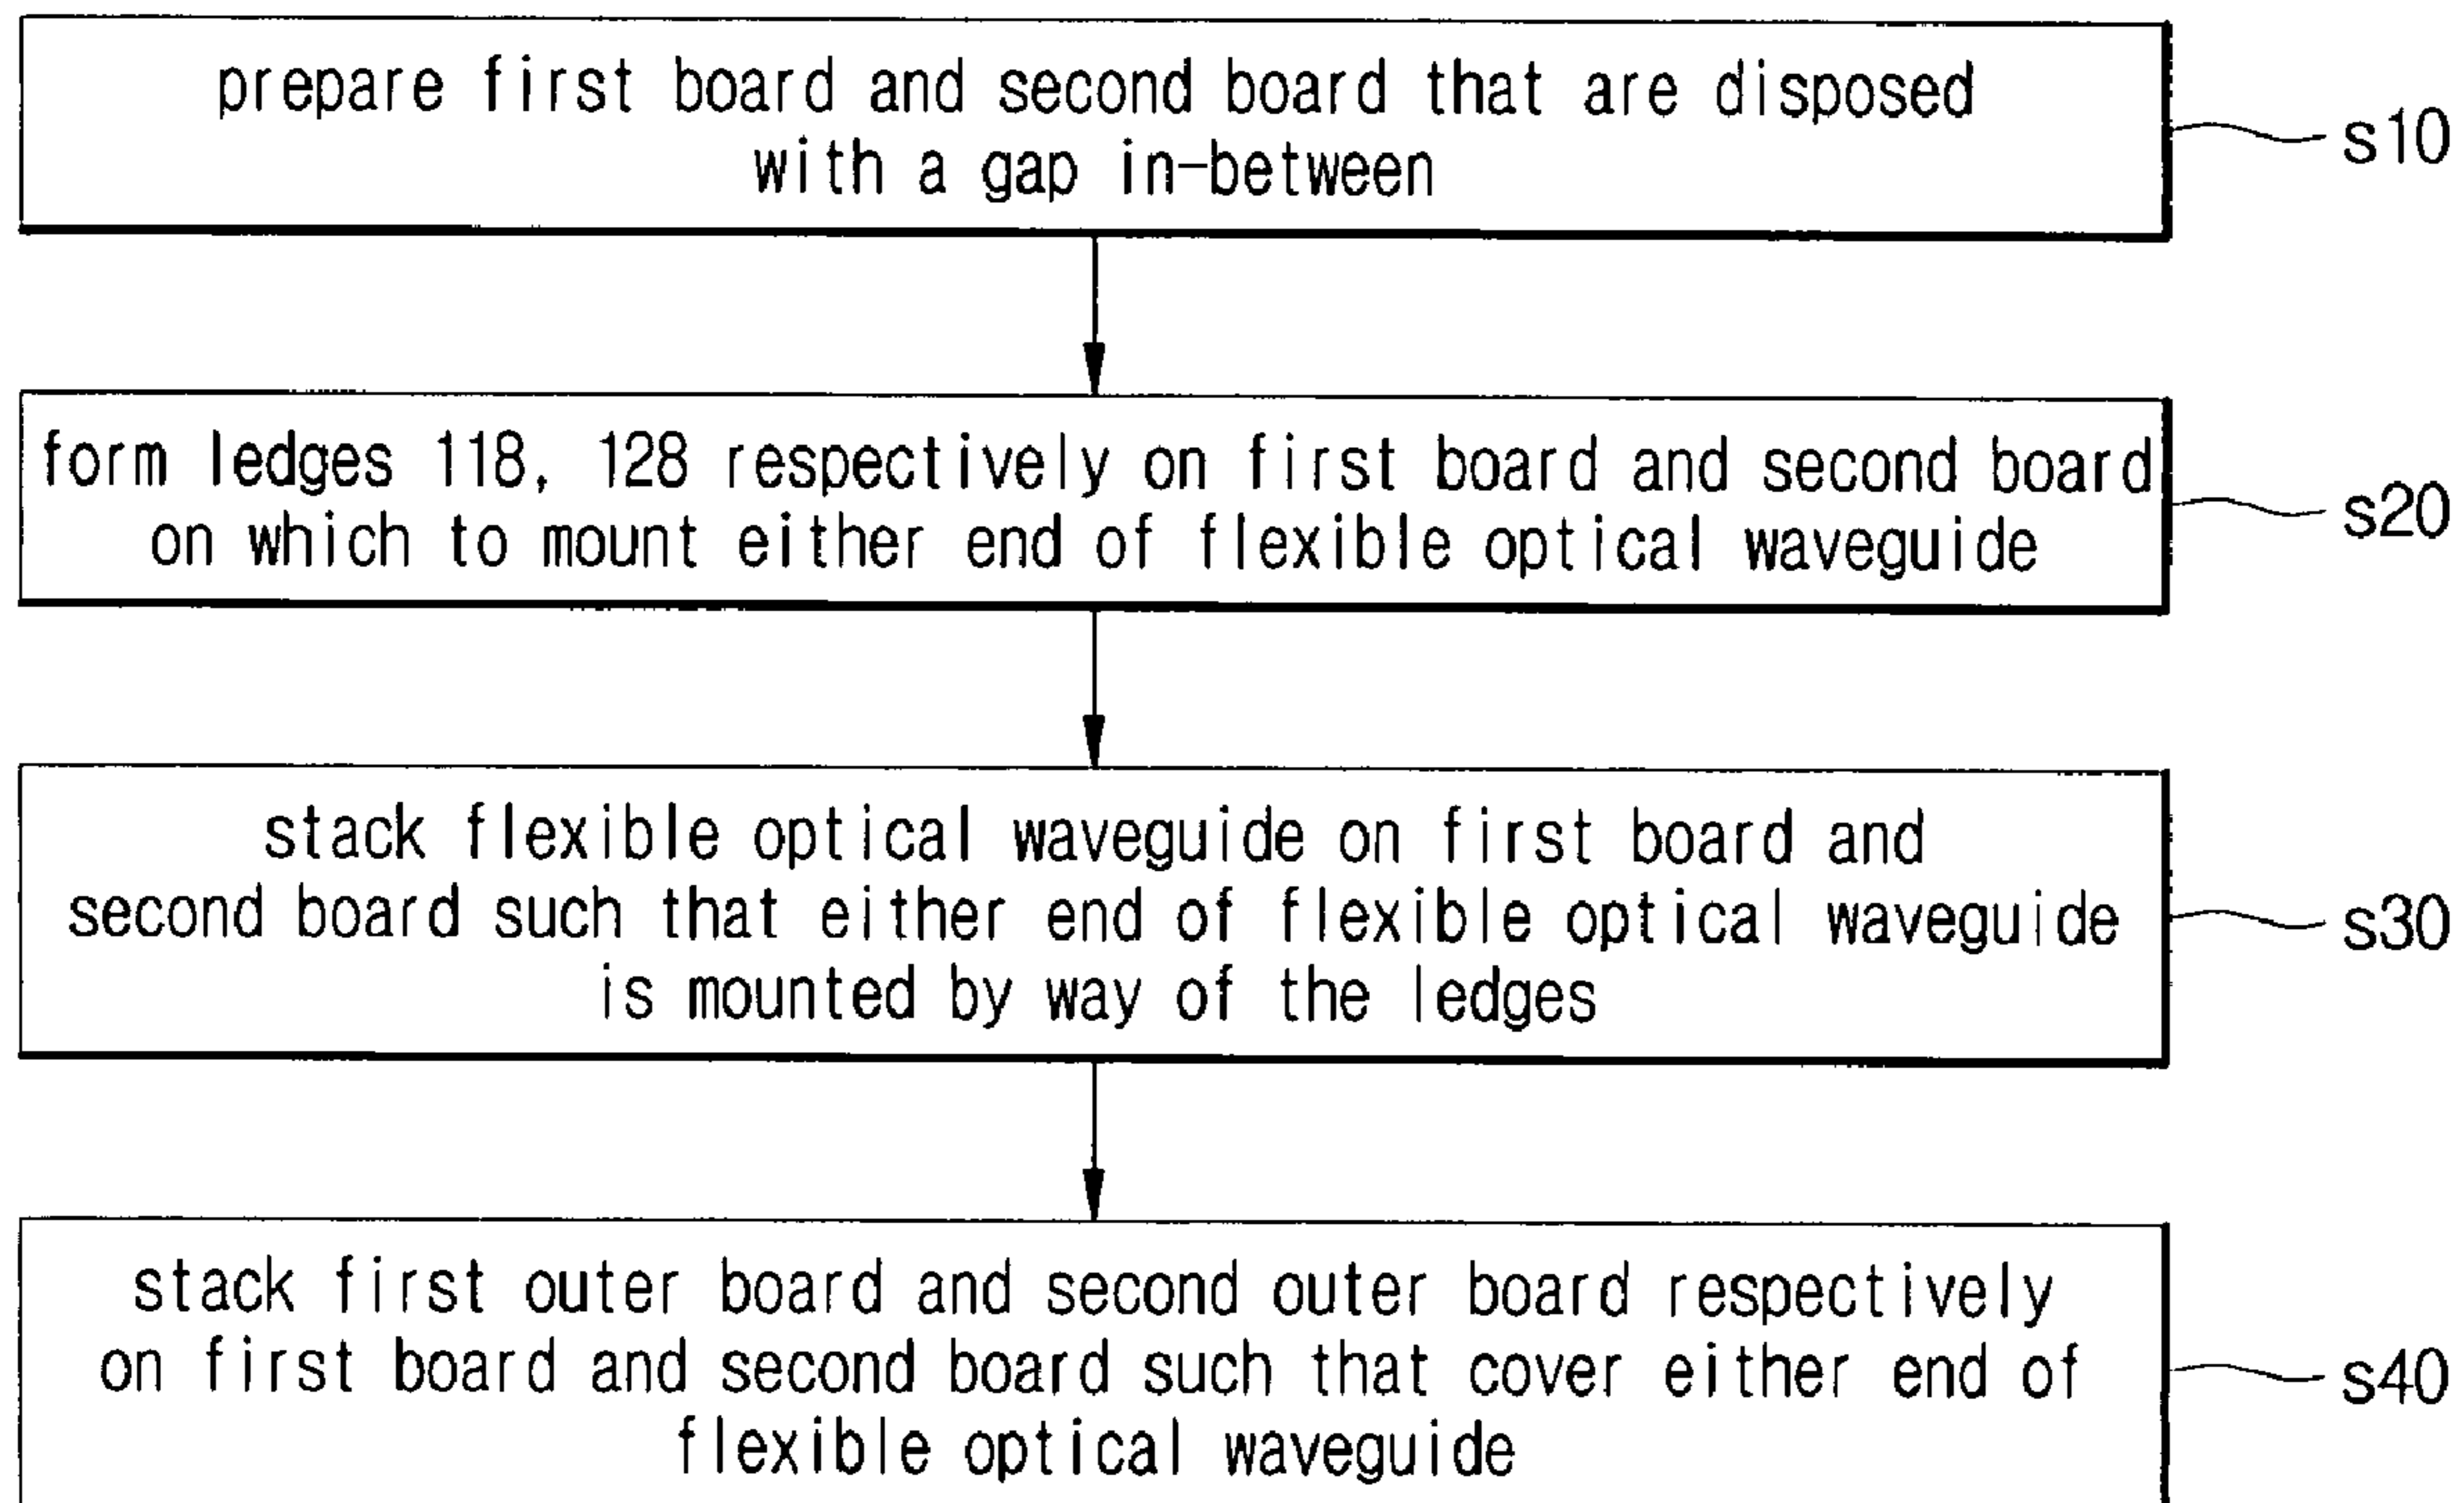 prepare first board and second board that are disposed
with a gap in-between
s10
form ledges 118, 128 respectively on first board and second board
on which to mount either end of flexible optical waveguide
s20
stack flexible optical waveguide on first board and
second board such that either end of flexible optical waveguide
is mounted by way of the ledges
s30
stack first outer board and second outer board respectively
on first board and second board such that cover either end of
flexible optical waveguide
s40